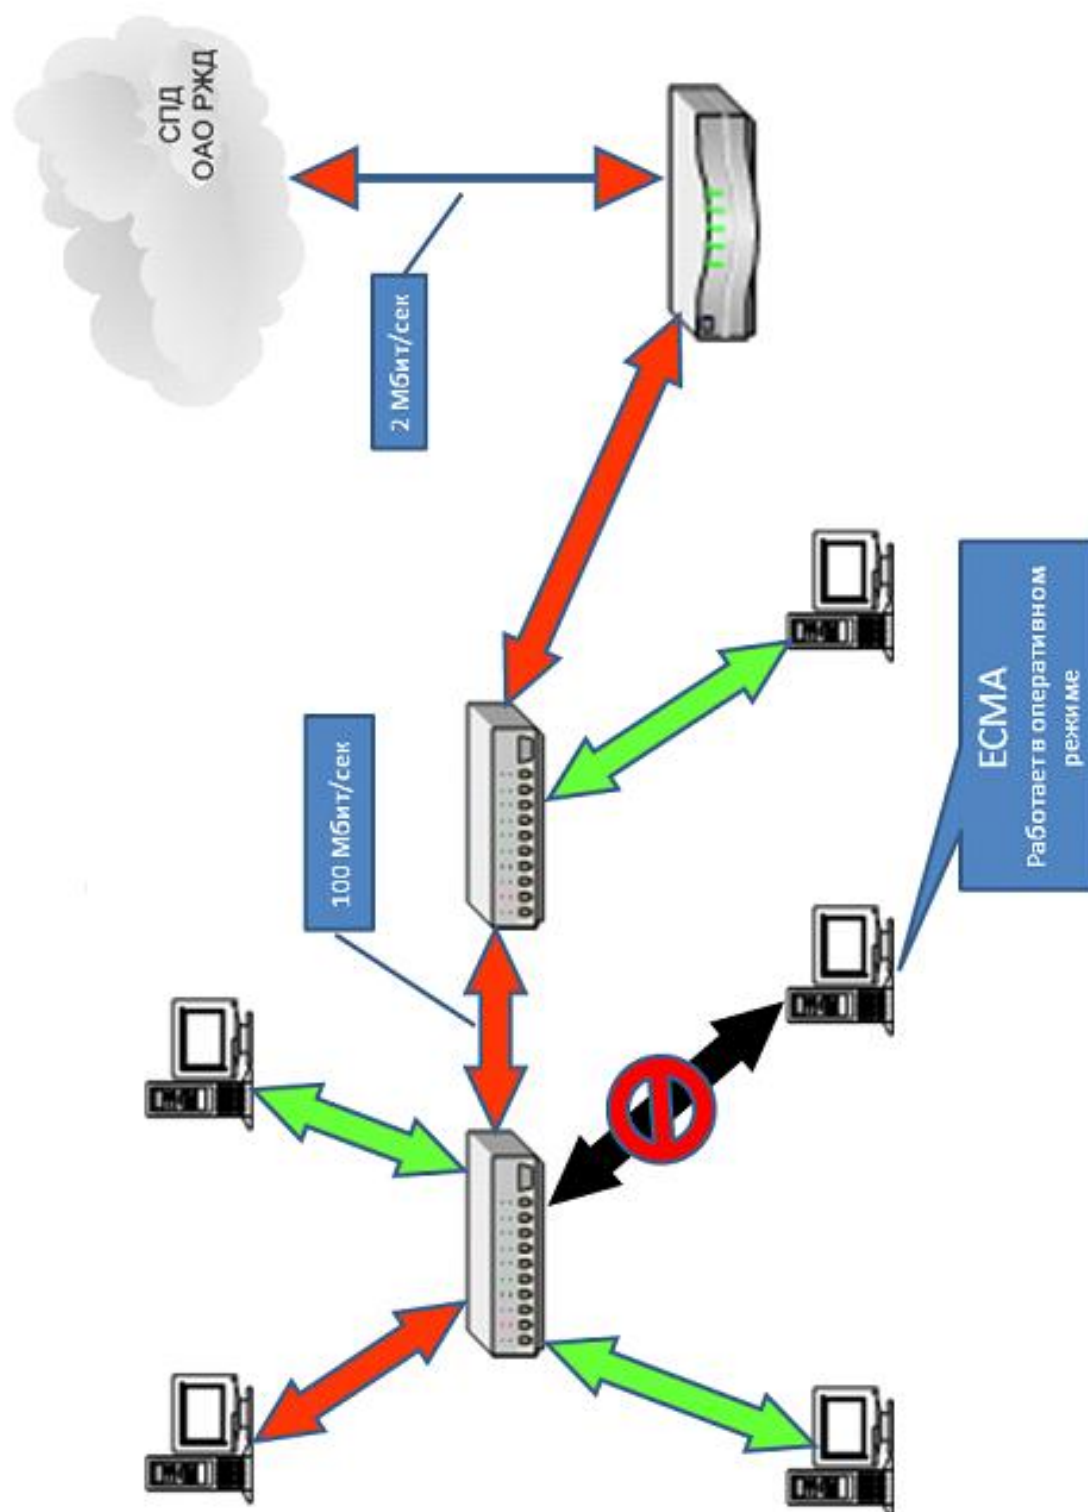 СПД
ОАО РЖД
2 Мбит/сек
100 Мбит/сек
ЕСМА
Работает в оперативном
режиме